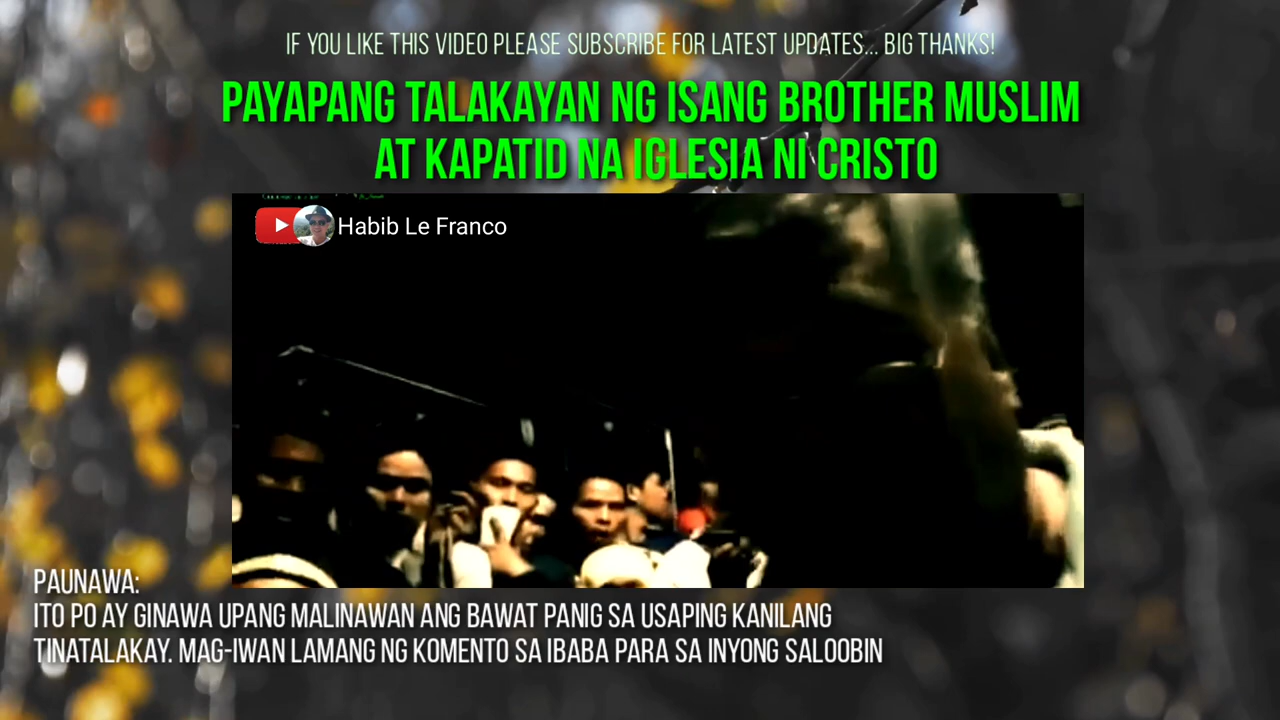 IF YOU LIKE THIS VIDEO PLEASE SUBSCRIBE FOR LATEST UPDATES... BIG THANKS!
PAYAPANG TALAKAYAN NG ISANG BROTHER MUSLIM
AT KAPATID NA IGLESIA NI CRISTO
Habib Le Franco
PAUNAWA:
ITO PO AY GINAWA UPANG MALINAWAN ANG BAWAT PANIG SA USAPING KANILANG
TINATALAKAY. MAG-IWAN LAMANG NG KOMENTO SA IBABA PARA SA INYONG SALOOBIN